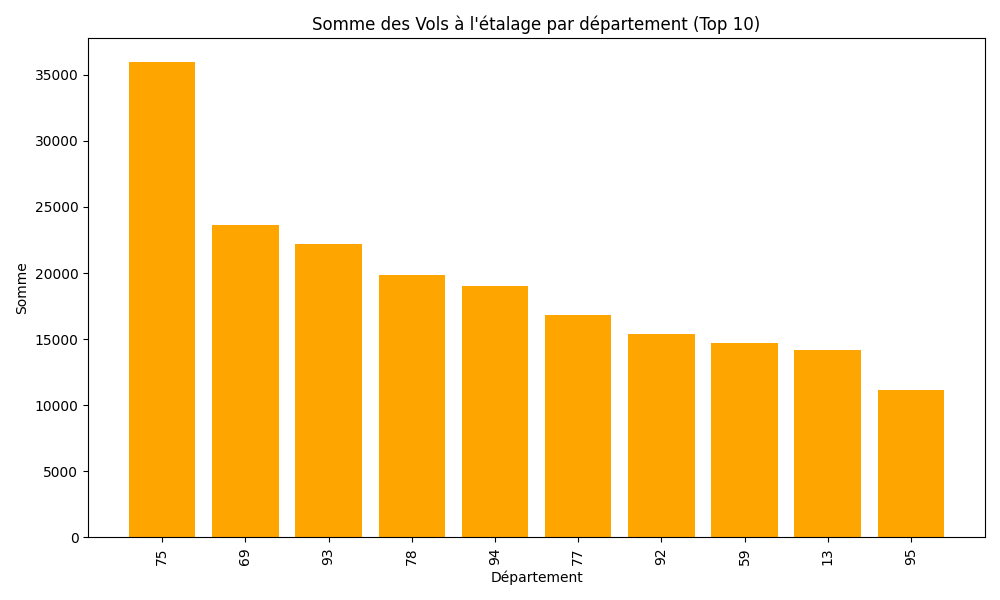 Somme des Vols à l'étalage par département (Top 10)
Somme
35000
30000
25000
20000
15000
10000
5000
0
75 69 93 78 94 77 92 59 13 95
Département